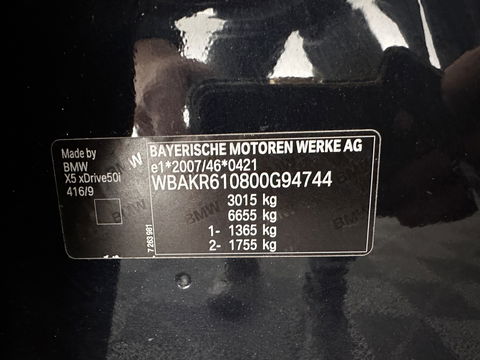 Made by
BMW
X5 xDrive50i
416/9
BAYERISCHE MOTOREN WERKE AG
e1*2007/46*0421
WBAKR610800G94744
3015 kg
6655 kg
1- 1365 kg
2- 1755 kg
7 263 981